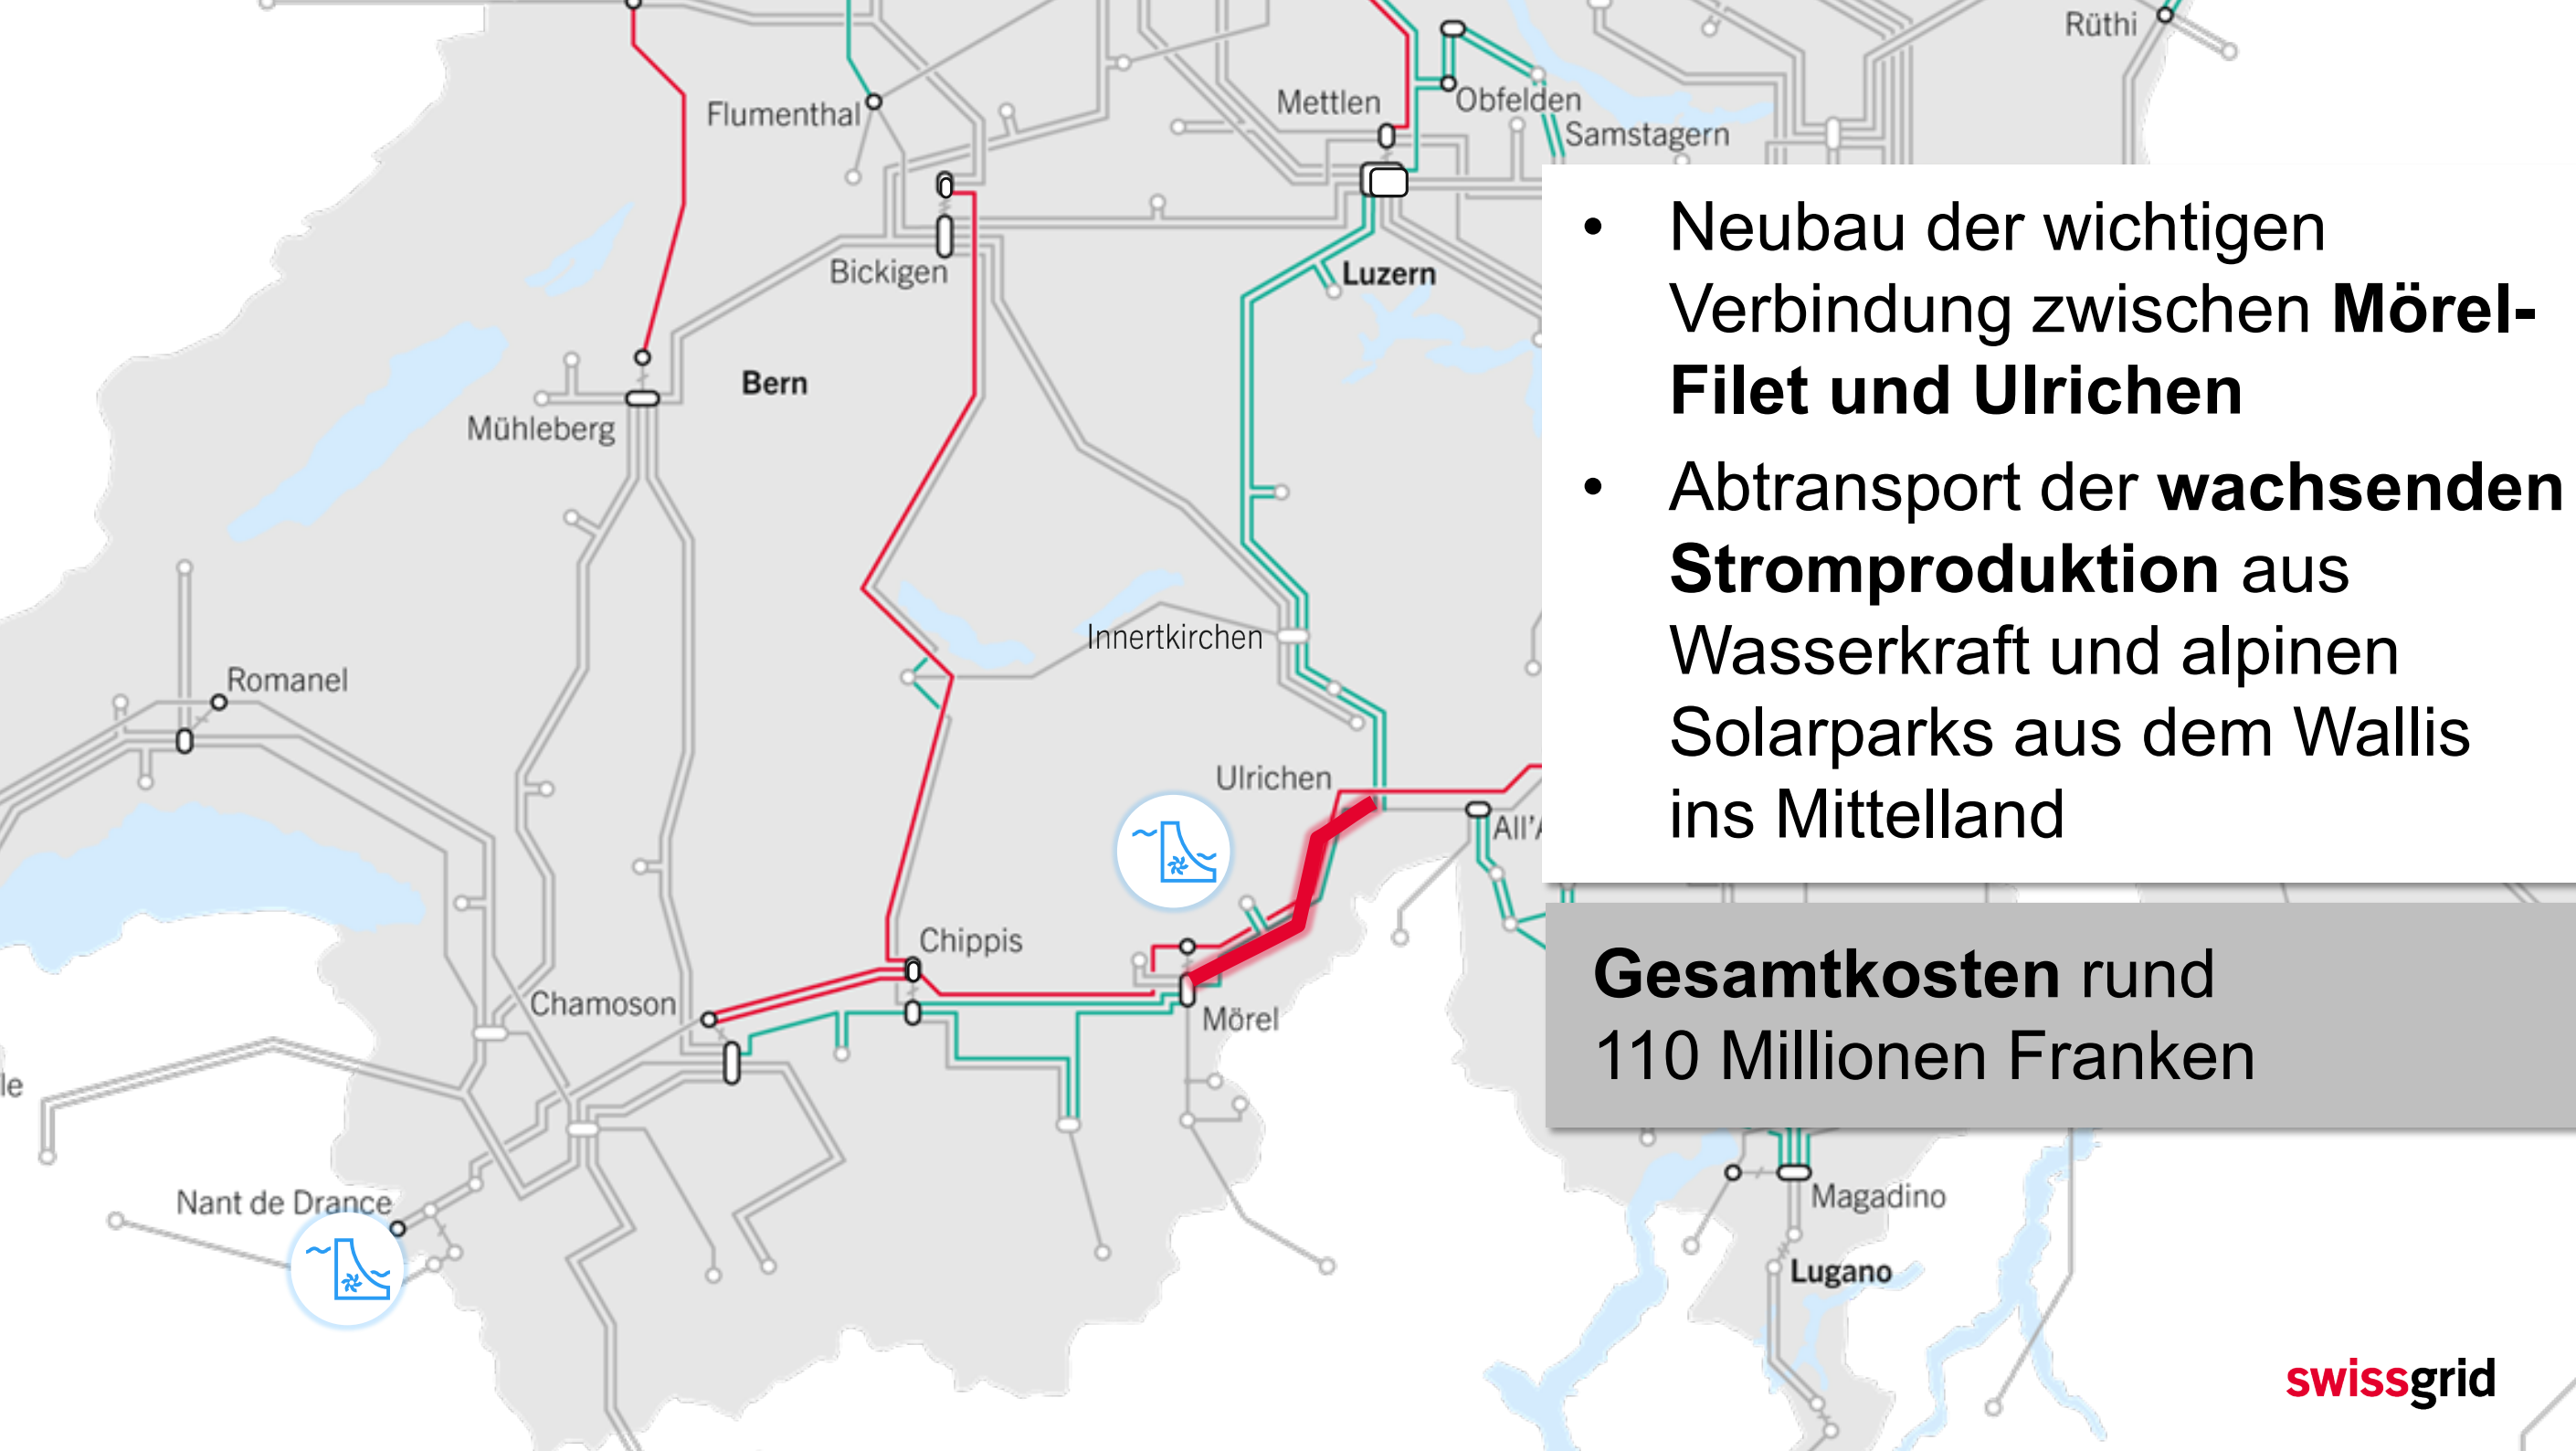 Rüthi
Flumenthal
Mettlen
Obfelden
Samstagern
Bickigen
Luzern
Bern
Mühleberg
Innertkirchen
Romanel
Ulrichen
All'A
Chippis
Chamoson
Mörel
le
Nant de Drance
Magadino
Lugano
• Neubau der wichtigen
Verbindung zwischen Mörel-
Filet und Ulrichen
• Abtransport der wachsenden
Stromproduktion aus
Wasserkraft und alpinen
Solarparks aus dem Wallis
ins Mittelland
Gesamtkosten rund
110 Millionen Franken
swissgrid